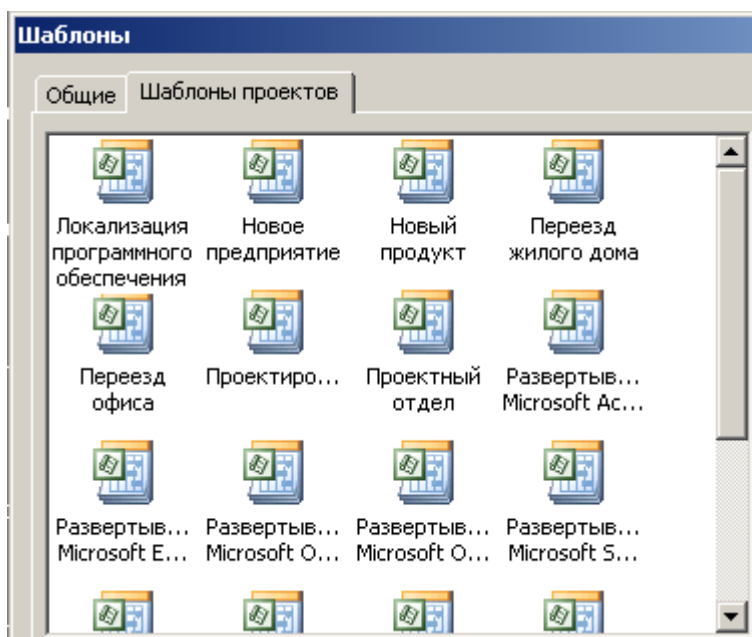 Шаблоны
Общие Шаблоны проектов
Локализация Новое Новый Переезд
программного предприятие продукт жилого дома
обеспечения
Переезд Проектиро... Проектный Развертыв...
офиса отдел Microsoft Ac...
Развертыв... Развертыв... Развертыв... Развертыв...
Microsoft E... Microsoft O... Microsoft O... Microsoft S...